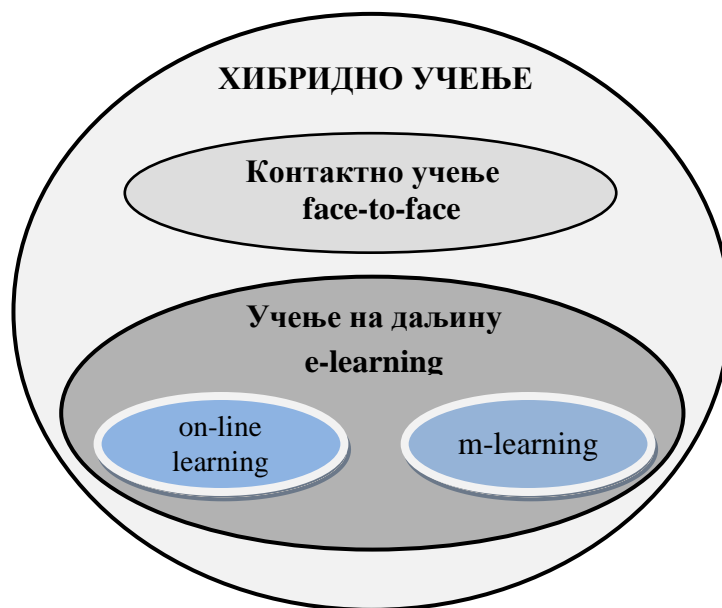 ХИБРИДНО УЧЕЊЕ
Контактно учење
face-to-face
Учење на даљину
e-learning
on-line
learning
m-learning